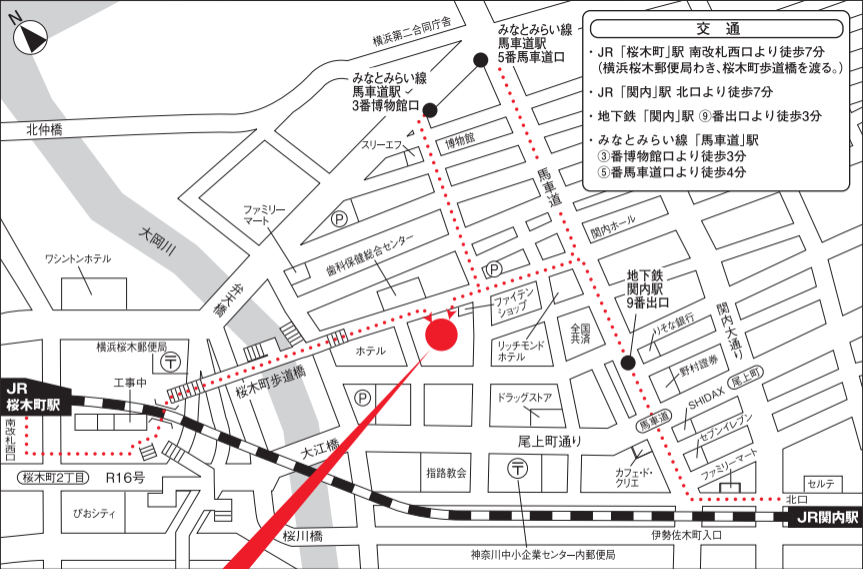 N
横浜第二合同庁舎
みなとみらい線
馬車道駅
5番馬車道口
みなとみらい線
馬車道駅
3番博物館口
交 通
・JR 「桜木町」駅 南改札西口より徒歩7分
(横浜桜木郵便局わき、桜木町歩道橋を渡る。)
・JR 「関内」駅 北口より徒歩7分
・地下鉄 「関内」駅 ⑨番出口より徒歩3分
・みなとみらい線 「馬車道」駅
③番博物館口より徒歩3分
⑤番馬車道口より徒歩4分
北仲橋
スリーエフ
博物館
馬車道
ファミリー
マート
P
関内ホール
大岡川
歯科保健総合センター
ワシントンホテル
弁天橋
P
地下鉄
関内駅
9番出口
ファイテン
ショップ
関内大通り
りそな銀行
全国
共済
横浜桜木郵便局
ホテル
リッチモンド
ホテル
野村證券
尾上町
JR
桜木町駅
工事中
桜木町歩道橋
P
ドラッグストア
SHIDAX
馬車道
セブンイレブン
南改札西口
大江橋
尾上町通り
ファミリーマート
桜木町2丁目
R16号
指路教会
カフェ・ド・
クリエ
セルテ
北口
ぴおシティ
桜川橋
JR関内駅
伊勢佐木町入口
神奈川中小企業センター内郵便局